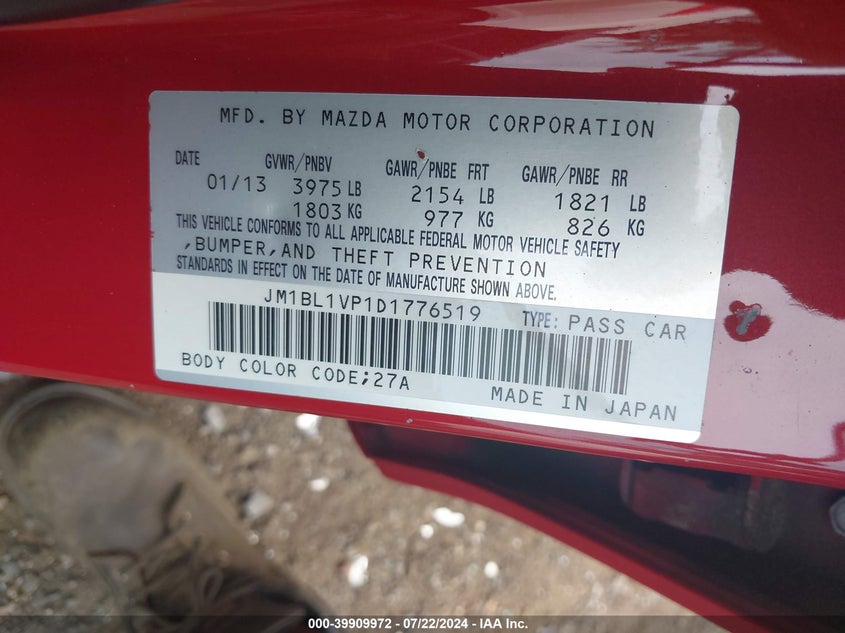 MFD. BY MAZDA MOTOR CORPORATION
DATE GVWR/PNBV GAWR/PNBE FRT GAWR/PNBE RR
01/13 3975 LB 2154 LB 1821 LB
1803 KG 977 KG 826 KG
THIS VEHICLE CONFORMS TO ALL APPLICABLE FEDERAL MOTOR VEHICLE SAFETY
,BUMPER,AND THEFT PREVENTION
STANDARDS IN EFFECT ON THE DATE OF MANUFACTURE SHOWN ABOVE.
JM1BL1VP1D1776519 TYPE: PASS CAR
BODY COLOR CODE;27A
MADE IN JAPAN
000-39909972 - 07/22/2024 - IAA Inc.